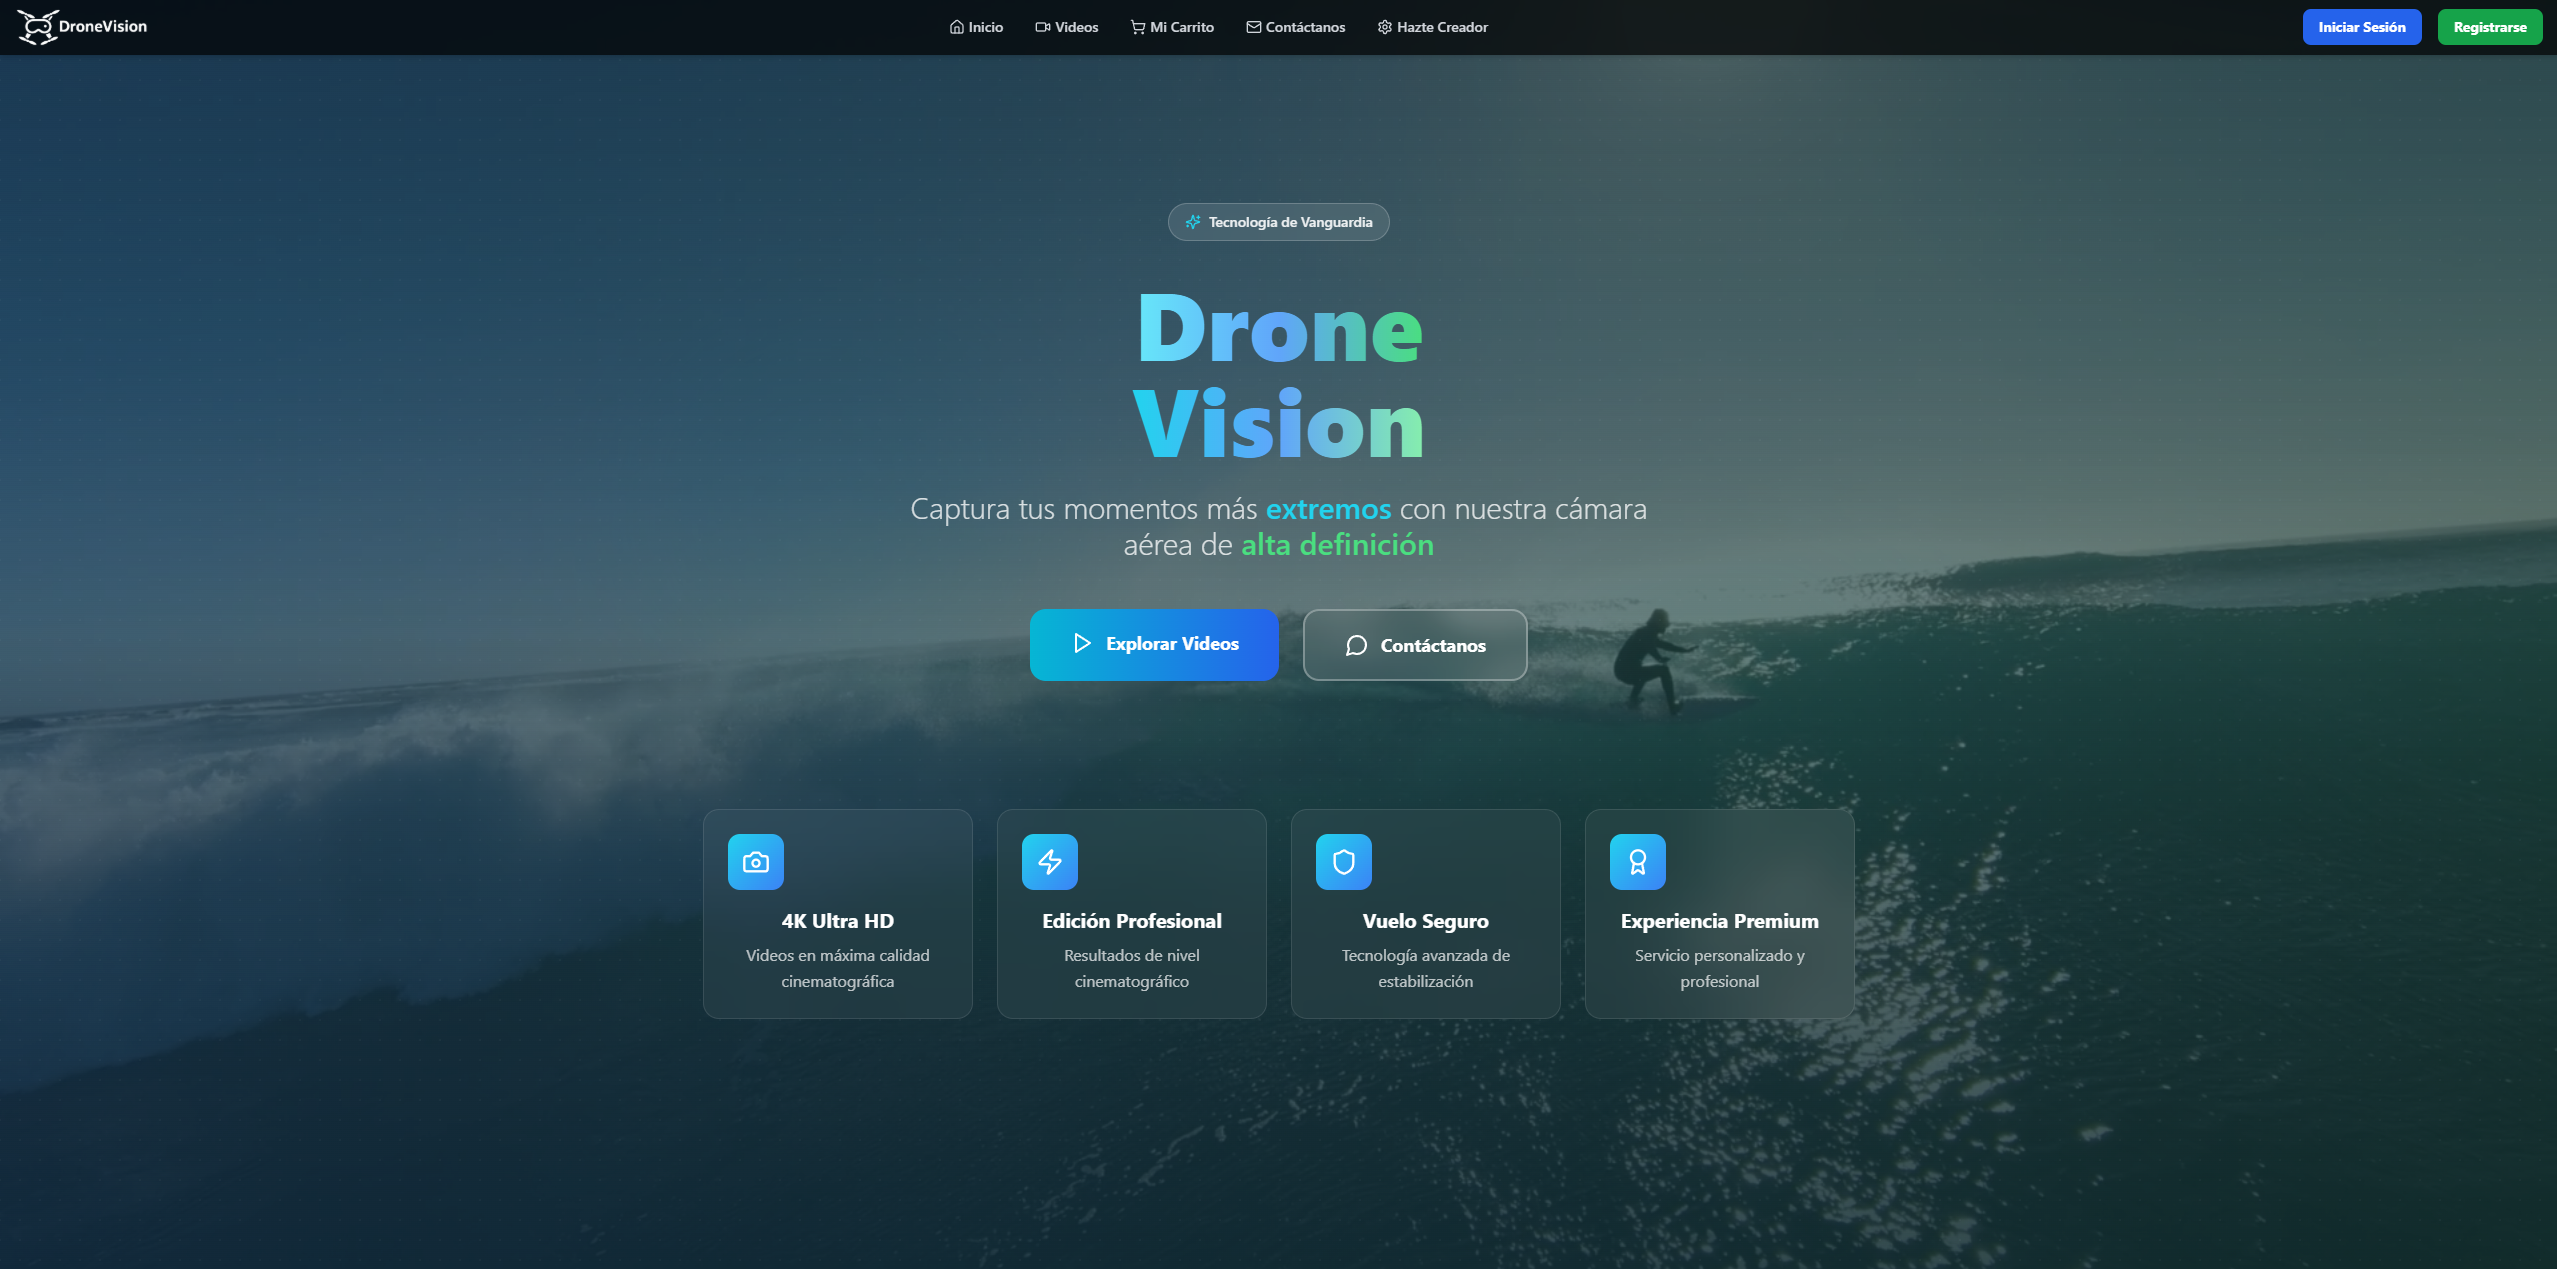 DroneVision
Inicio
Videos
Mi Carrito
Contáctanos
Hazte Creador
Iniciar Sesión
Registrarse
Tecnología de Vanguardia
Drone
Vision
Captura tus momentos más extremos con nuestra cámara
aérea de alta definición
Explorar Videos
Contáctanos
4K Ultra HD
Videos en máxima calidad
cinematográfica
Edición Profesional
Resultados de nivel
cinematográfico
Vuelo Seguro
Tecnología avanzada de
estabilización
Experiencia Premium
Servicio personalizado y
profesional